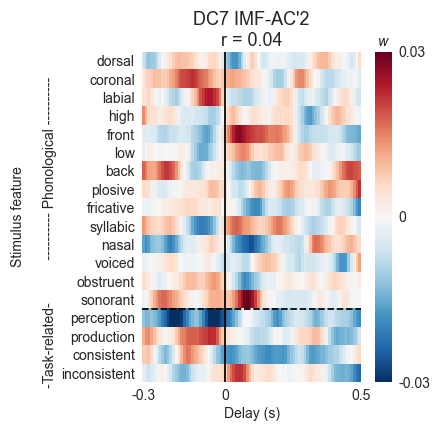 DC7 IMF-AC'2
r = 0.04
w
dorsal
coronal
labial
high
front
low
back
plosive
fricative
syllabic
nasal
voiced
obstruent
sonorant
perception
production
consistent
inconsistent
Stimulus feature
-Task-related- ---------- Phonological ----------
0.03
0
-0.03
-0.3
0
0.5
Delay (s)